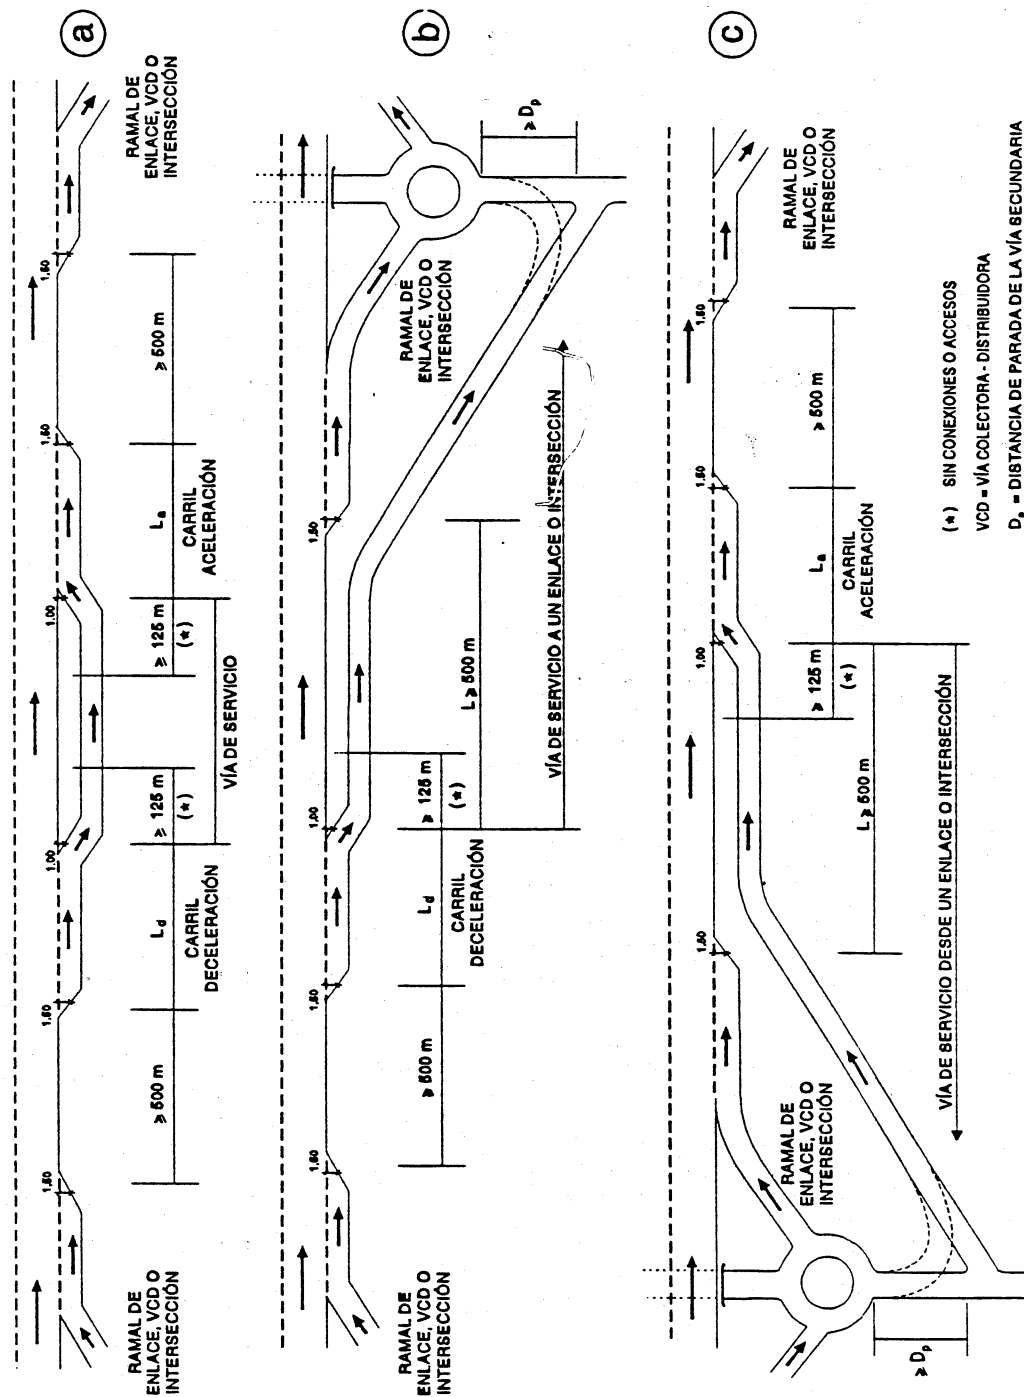 a
RAMAL DE
ENLACE, VCD O
INTERSECCIÓN
1,50
≥ 500 m
1,50
L_d
CARRIL
DECELERACIÓN
1,00
≥ 125 m
(*)
VÍA DE SERVICIO
≥ 125 m
(*)
1,00
L_a
CARRIL
ACELERACIÓN
1,50
≥ 500 m
1,50
RAMAL DE
ENLACE, VCD O
INTERSECCIÓN
b
RAMAL DE
ENLACE, VCD O
INTERSECCIÓN
1,50
≥ 500 m
1,50
L_d
CARRIL
DECELERACIÓN
1,00
≥ 125 m
(*)
L ≥ 500 m
VÍA DE SERVICIO A UN ENLACE O INTERSECCIÓN
1,50
RAMAL DE
ENLACE, VCD O
INTERSECCIÓN
≥ D_p
c
≥ D_p
RAMAL DE
ENLACE, VCD O
INTERSECCIÓN
1,50
L ≥ 500 m
VÍA DE SERVICIO DESDE UN ENLACE O INTERSECCIÓN
≥ 125 m
(*)
1,00
L_a
CARRIL
ACELERACIÓN
1,50
≥ 500 m
1,50
RAMAL DE
ENLACE, VCD O
INTERSECCIÓN
(*) SIN CONEXIONES O ACCESOS
VCD = VÍA COLECTORA - DISTRIBUIDORA
D_p = DISTANCIA DE PARADA DE LA VÍA SECUNDARIA